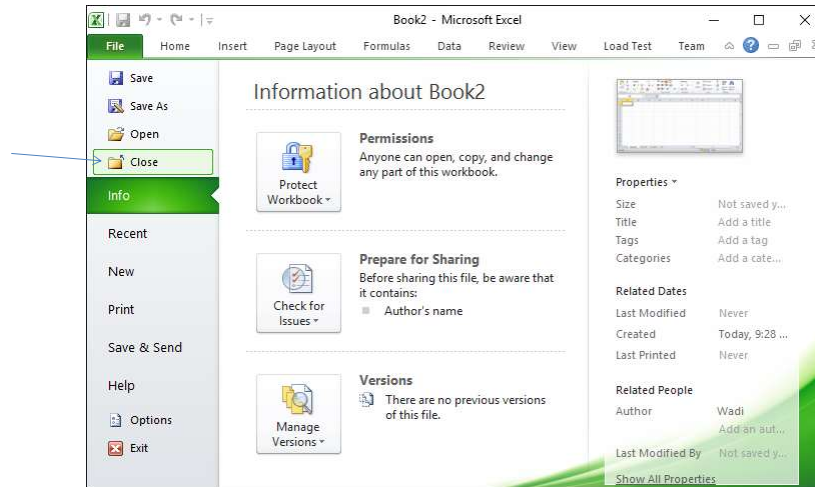 Book2 - Microsoft Excel
File Home Insert Page Layout Formulas Data Review View Load Test Team
Save
Save As
Open
Close
Info
Recent
New
Print
Save & Send
Help
Options
Exit
Information about Book2
Protect
Workbook
Permissions
Anyone can open, copy, and change
any part of this workbook.
Check for
Issues
Prepare for Sharing
Before sharing this file, be aware that
it contains:
Author's name
Manage
Versions
Versions
There are no previous versions
of this file.
Properties
Size Not saved y...
Title Add a title
Tags Add a tag
Categories Add a cate...
Related Dates
Last Modified Never
Created Today, 9:28 ...
Last Printed Never
Related People
Author Wadi
Add an aut...
Last Modified By Not saved y...
Show All Properties